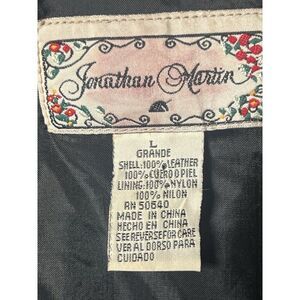 Jonathan Martin
L
GRANDE
SHELL:100% LEATHER
100% CUERO O PIEL
LINING:100% NYLON
100% NILON
RN 50640
MADE IN CHINA
HECHO EN CHINA
SEE REVERSE FOR CARE
VER AL DORSO PARA
CUIDADO